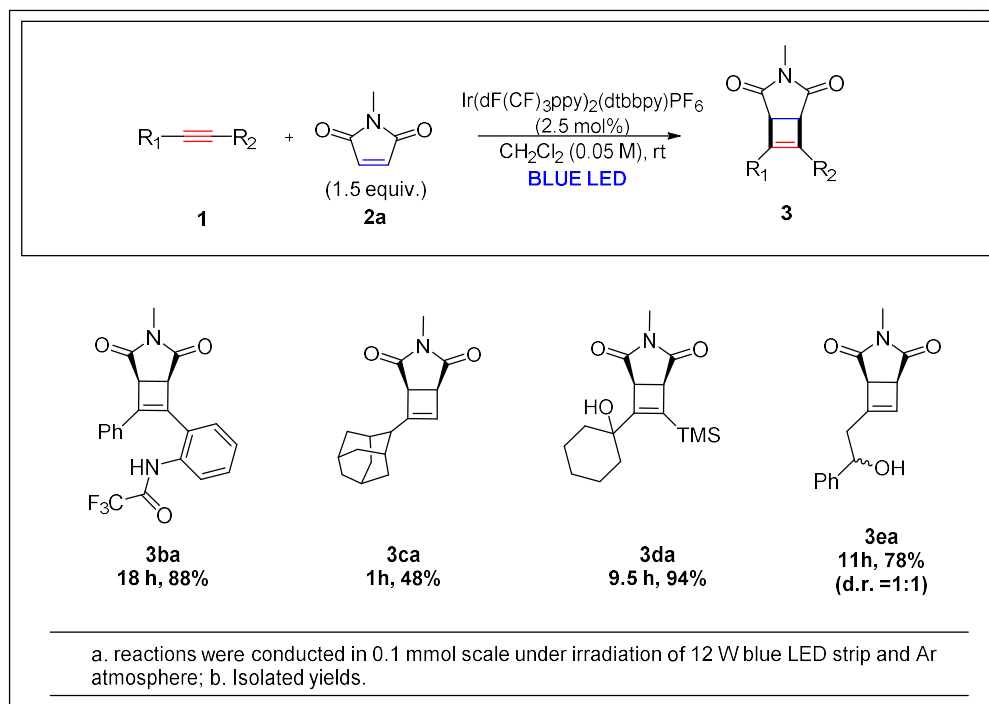 N
O
O
N
O
O
Ir(dF(CF)3ppy)2(dtbbpy)PF6
(2.5 mol%)
R1
R2
+
CH2Cl2 (0.05 M), rt
BLUE LED
(1.5 equiv.)
R1
R2
1
2a
3
N
O
O
N
O
O
N
O
O
N
O
O
Ph
HN
F3C
O
HO
TMS
Ph
OH
3ba
18 h, 88%
3ca
1h, 48%
3da
9.5 h, 94%
3ea
11h, 78%
(d.r. =1:1)
a. reactions were conducted in 0.1 mmol scale under irradiation of 12 W blue LED strip and Ar
atmosphere; b. Isolated yields.